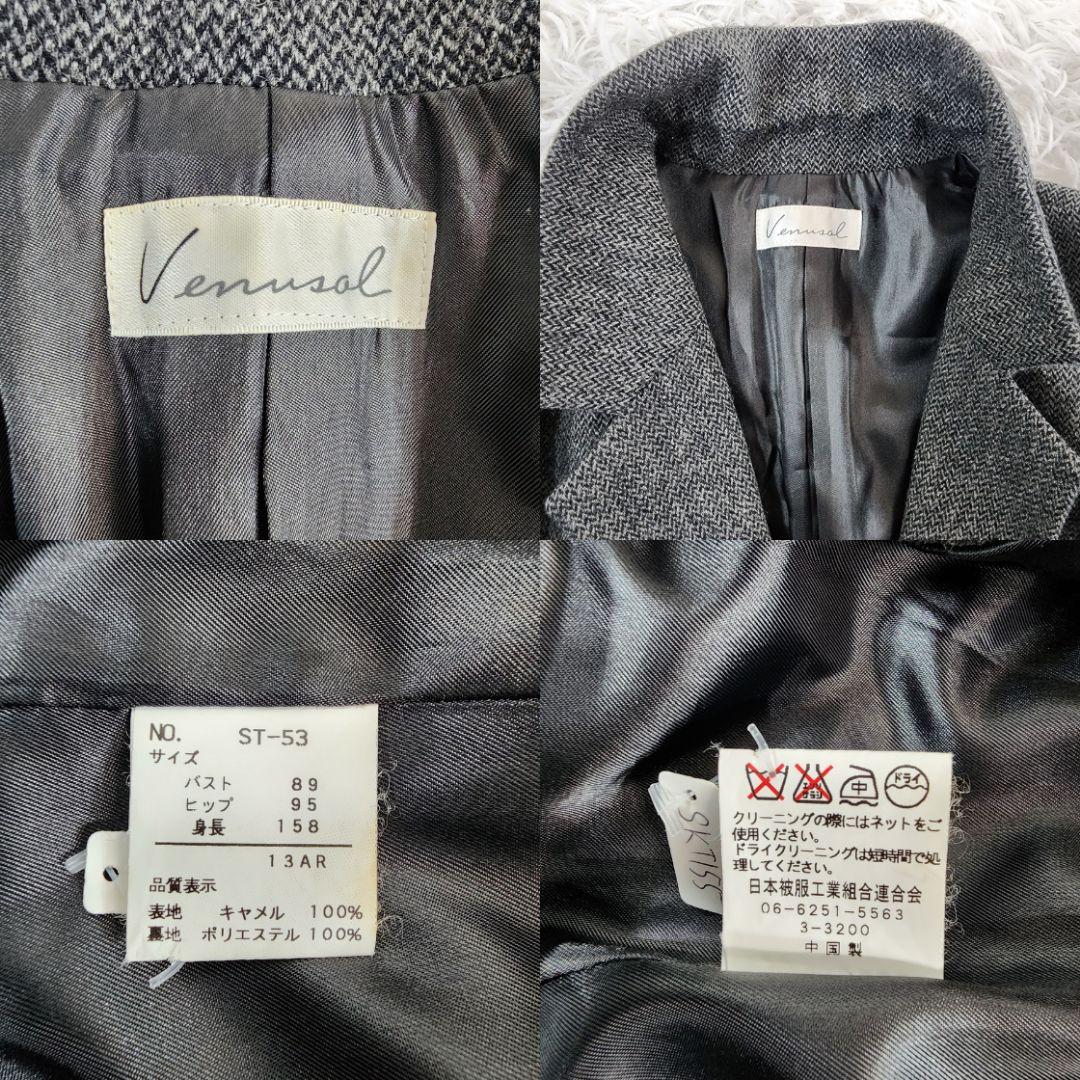 Venusol
Venusol
NO. ST-53
サイズ
バスト 89
ヒップ 95
身長 158
13AR
品質表示
表地 キャメル 100%
裏地 ポリエステル 100%
SKT155
中 ドライ
クリーニングの際にはネットをご
使用ください。
ドライクリーニングは短時間で処
理してください。
日本被服工業組合連合会
06-6251-5563
3-3200
中国製